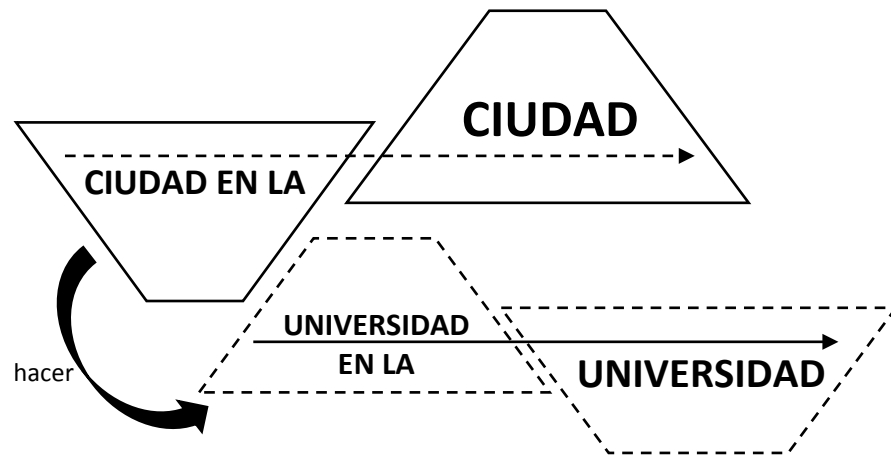 CIUDAD
CIUDAD EN LA
UNIVERSIDAD
EN LA
UNIVERSIDAD
hacer